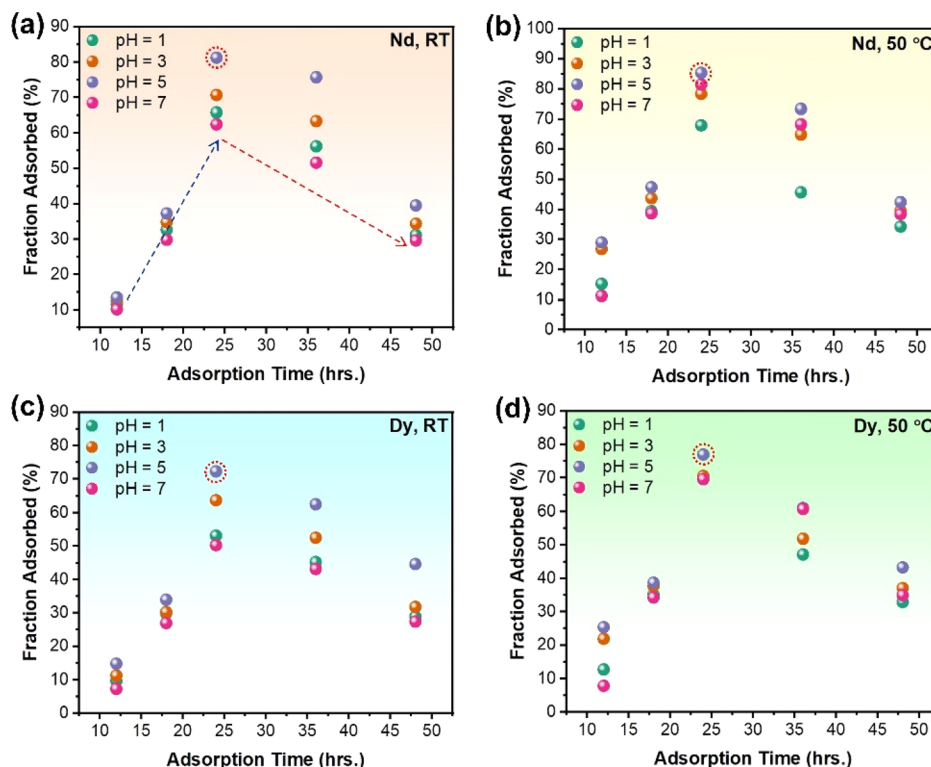 (a)
Nd, RT
pH = 1
pH = 3
pH = 5
pH = 7
90
80
70
60
50
40
30
20
10
Fraction Adsorbed (%)
10 15 20 25 30 35 40 45 50
Adsorption Time (hrs.)
(b)
Nd, 50 °C
pH = 1
pH = 3
pH = 5
pH = 7
100
90
80
70
60
50
40
30
20
10
0
Fraction Adsorbed (%)
10 15 20 25 30 35 40 45 50
Adsorption Time (hrs.)
(c)
Dy, RT
pH = 1
pH = 3
pH = 5
pH = 7
90
80
70
60
50
40
30
20
10
0
Fraction Adsorbed (%)
10 15 20 25 30 35 40 45 50
Adsorption Time (hrs.)
(d)
Dy, 50 °C
pH = 1
pH = 3
pH = 5
pH = 7
90
80
70
60
50
40
30
20
10
0
Fraction Adsorbed (%)
10 15 20 25 30 35 40 45 50
Adsorption Time (hrs.)